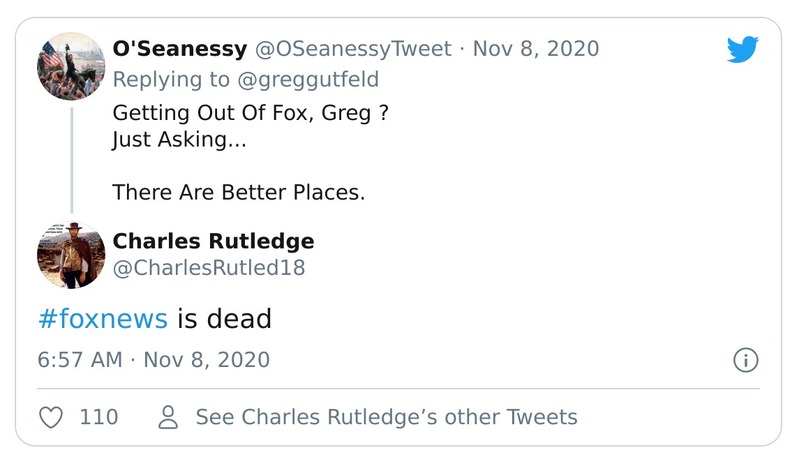 O'Seanessy @OSeanessyTweet · Nov 8, 2020
Replying to @greggutfeld
Getting Out Of Fox, Greg ?
Just Asking...
There Are Better Places.
Charles Rutledge
@CharlesRutled18
#foxnews is dead
6:57 AM · Nov 8, 2020
110 See Charles Rutledge’s other Tweets